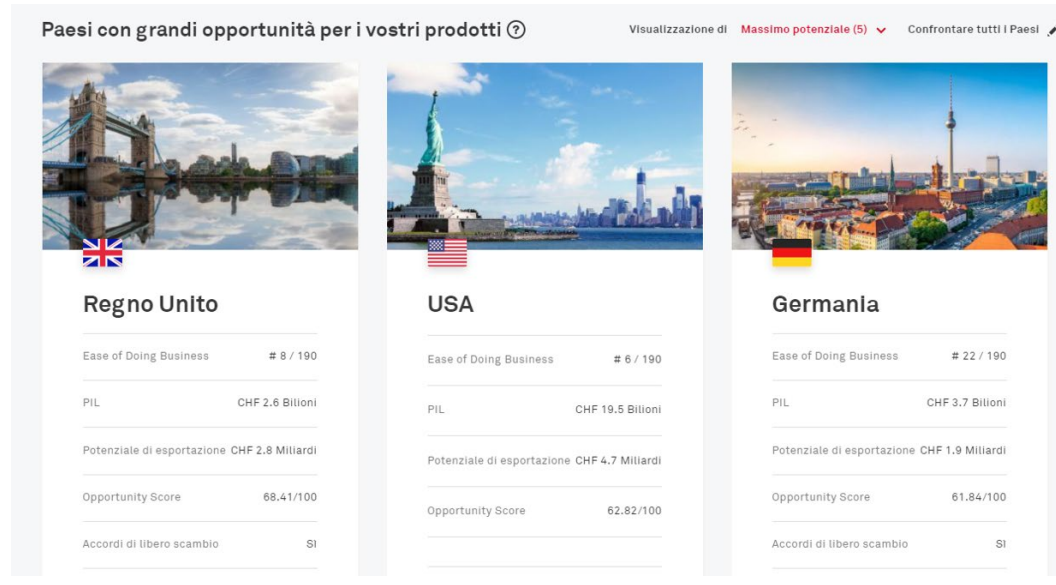 Paesi con grandi opportunità per i vostri prodotti ?
Visualizzazione di Massimo potenziale (5) Confrontare tutti i Paesi
Regno Unito
Ease of Doing Business # 8 / 190
PIL CHF 2.6 Bilioni
Potenziale di esportazione CHF 2.8 Miliardi
Opportunity Score 68.41/100
Accordi di libero scambio Sì
USA
Ease of Doing Business # 6 / 190
PIL CHF 19.5 Bilioni
Potenziale di esportazione CHF 4.7 Miliardi
Opportunity Score 62.82/100
Germania
Ease of Doing Business # 22 / 190
PIL CHF 3.7 Bilioni
Potenziale di esportazione CHF 1.9 Miliardi
Opportunity Score 61.84/100
Accordi di libero scambio Sì